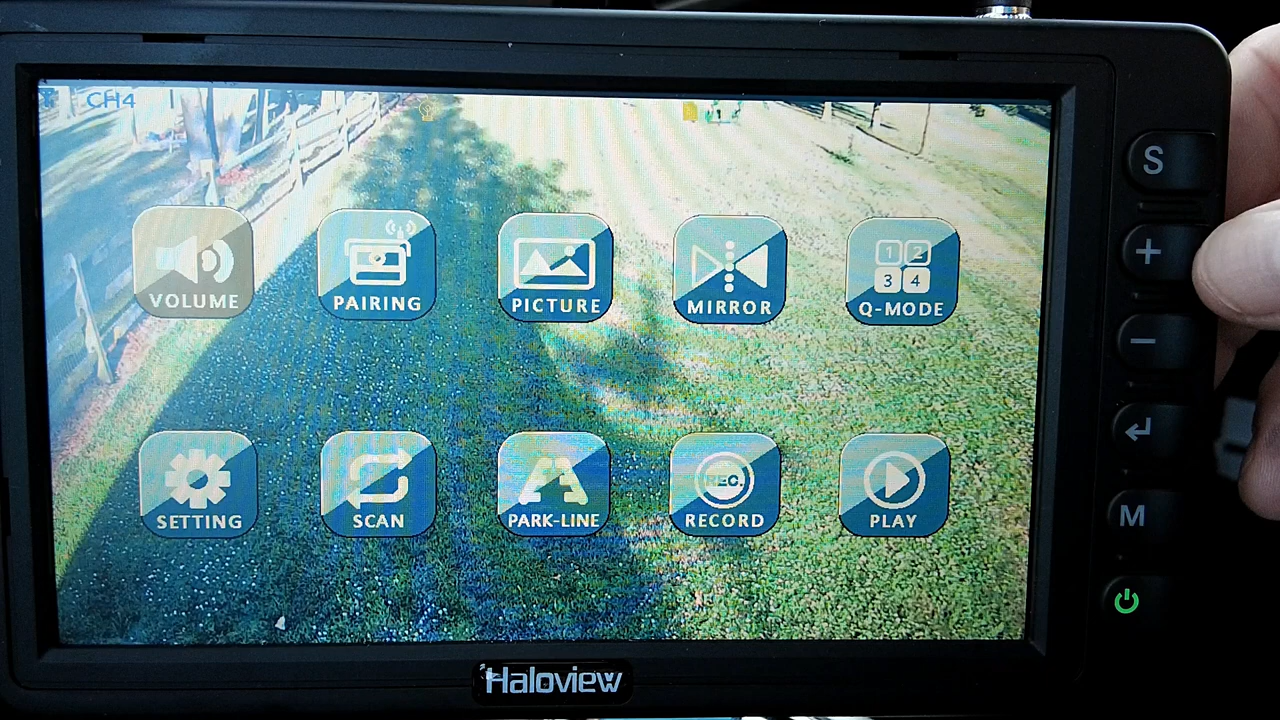 CH4
VOLUME
PAIRING
PICTURE
MIRROR
1 2
3 4
Q-MODE
SETTING
SCAN
PARK-LINE
REC.
RECORD
PLAY
S
+
−
M
Haloview